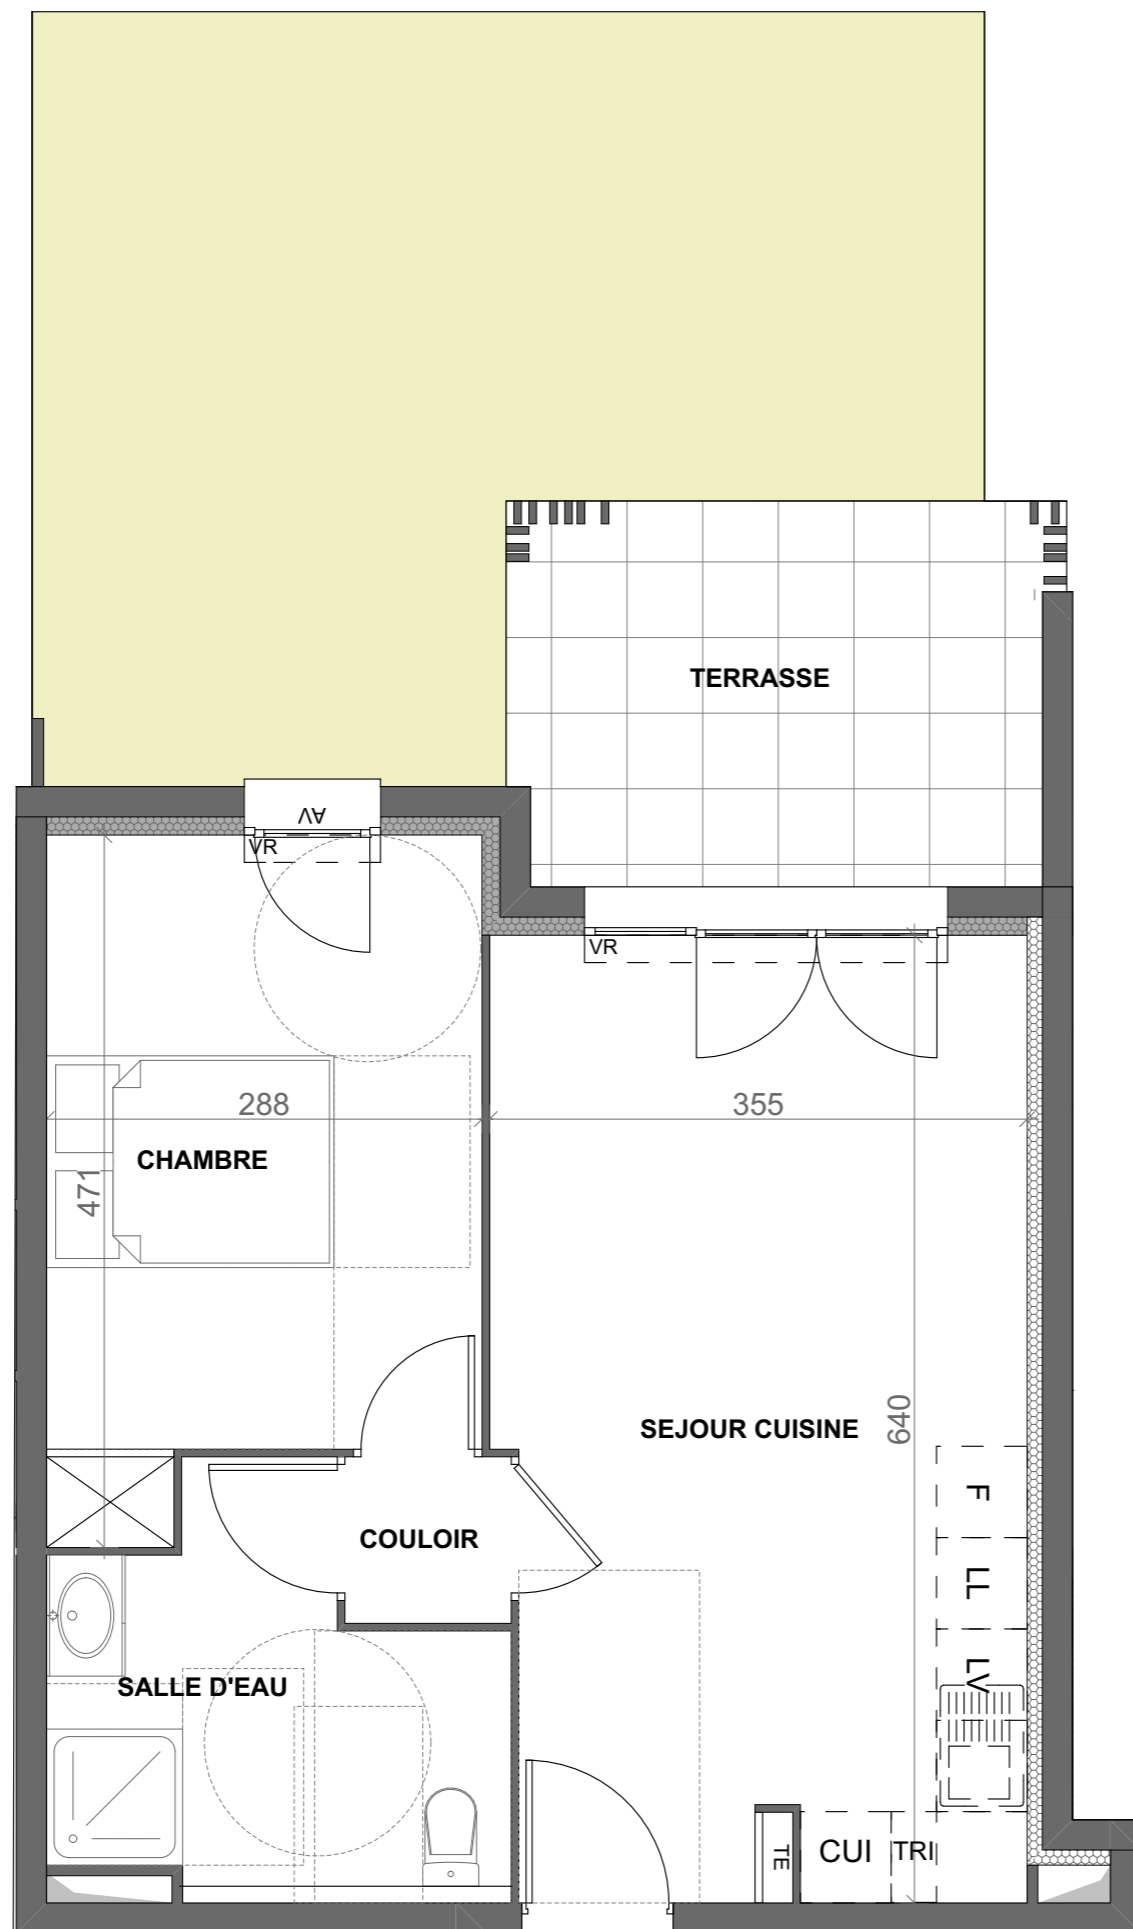 TERRASSE
AV
VR
VR
288
355
CHAMBRE
471
640
SEJOUR CUISINE
F
COULOIR
LL
LV
SALLE D'EAU
TE
CUI
TRI